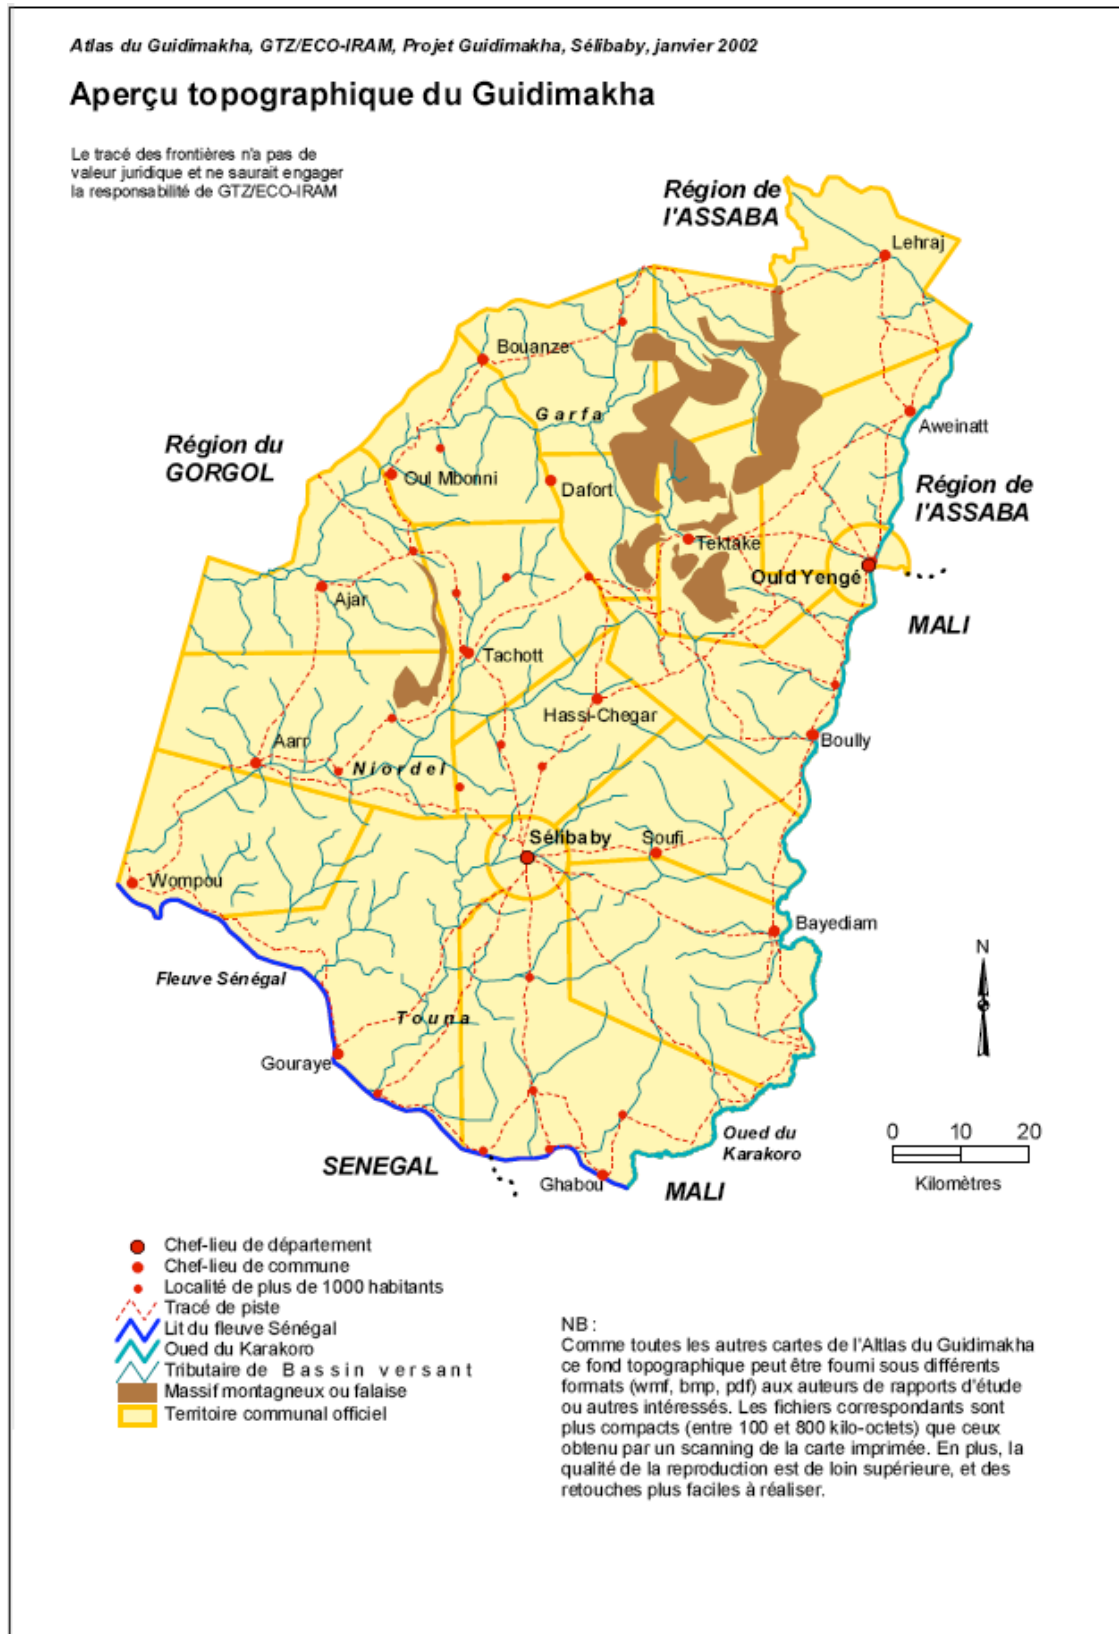 Atlas du Guidimakha, GTZ/ECO-IRAM, Projet Guidimakha, Sélibaby, janvier 2002
Aperçu topographique du Guidimakha
Le tracé des frontières n'a pas de
valeur juridique et ne saurait engager
la responsabilité de GTZ/ECO-IRAM
Région de
l'ASSABA
Lehraj
Bouanze
Garfa
Aweinatt
Région du
GORGOL
Oul Mbonni
Dafort
Région de
l'ASSABA
Tektake
Ould Yengé
Ajar
MALI
Tachott
Hassi-Chegar
Boully
Aarr
Niordel
Sélibaby
Soufi
Wompou
Bayediam
N
Fleuve Sénégal
Touna
Gouraye
Oued du
Karakoro
0 10 20
Kilomètres
SENEGAL
Ghabou
MALI
Chef-lieu de département
Chef-lieu de commune
Localité de plus de 1000 habitants
Tracé de piste
Lit du fleuve Sénégal
Oued du Karakoro
Tributaire de Bassin versant
Massif montagneux ou falaise
Territoire communal officiel
NB :
Comme toutes les autres cartes de l'Altlas du Guidimakha
ce fond topographique peut être fourni sous différents
formats (wmf, bmp, pdf) aux auteurs de rapports d'étude
ou autres intéressés. Les fichiers correspondants sont
plus compacts (entre 100 et 800 kilo-octets) que ceux
obtenu par un scanning de la carte imprimée. En plus, la
qualité de la reproduction est de loin supérieure, et des
retouches plus faciles à réaliser.